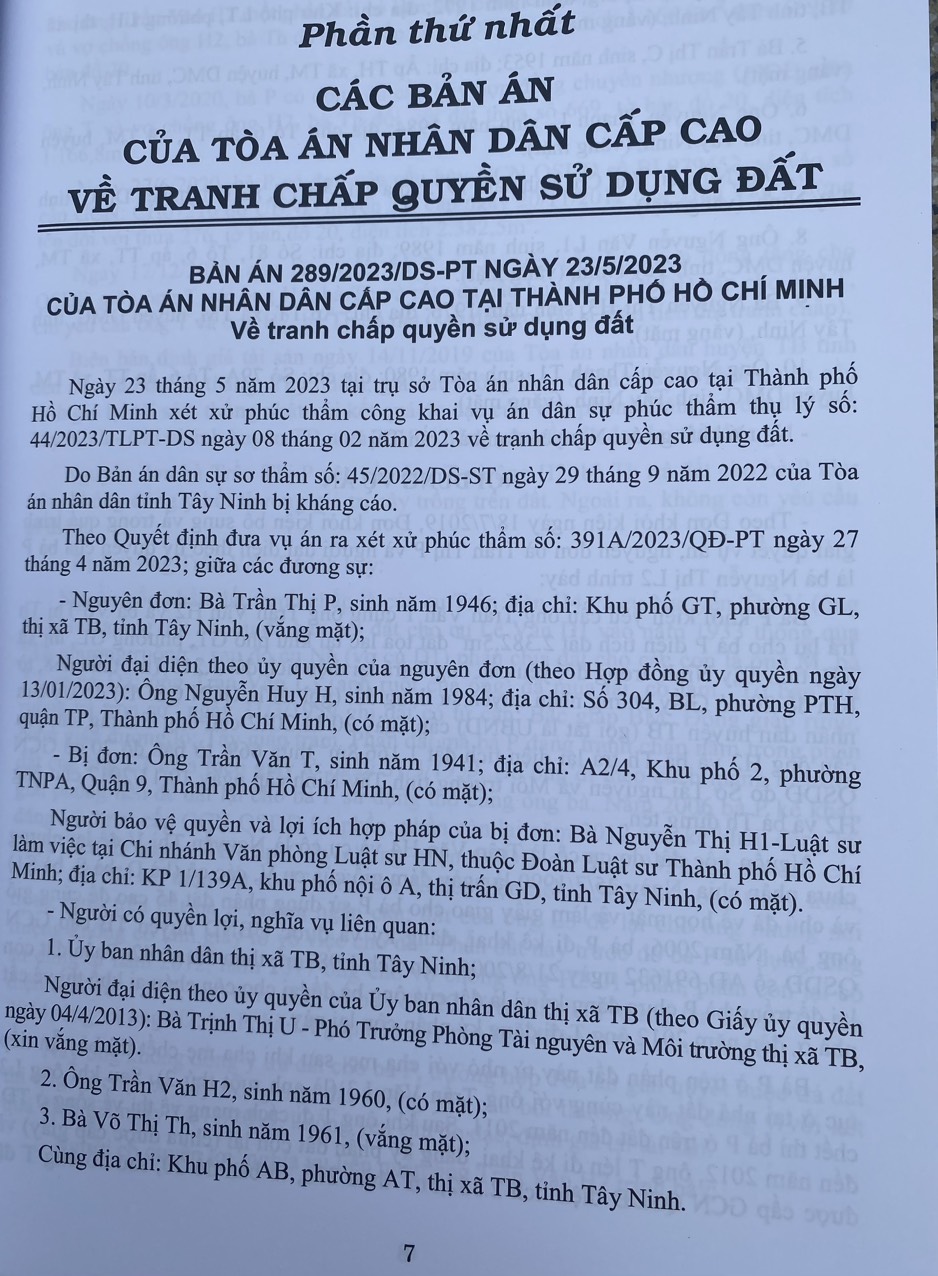 Phần thứ nhất
CÁC BẢN ÁN
CỦA TÒA ÁN NHÂN DÂN CẤP CAO
VỀ TRANH CHẤP QUYỀN SỬ DỤNG ĐẤT
BẢN ÁN 289/2023/DS-PT NGÀY 23/5/2023
CỦA TÒA ÁN NHÂN DÂN CẤP CAO TẠI THÀNH PHỐ HỒ CHÍ MINH
Về tranh chấp quyền sử dụng đất
Ngày 23 tháng 5 năm 2023 tại trụ sở Tòa án nhân dân cấp cao tại Thành phố
Hồ Chí Minh xét xử phúc thẩm công khai vụ án dân sự phúc thẩm thụ lý số:
44/2023/TLPT-DS ngày 08 tháng 02 năm 2023 về tranh chấp quyền sử dụng đất.
Do Bản án dân sự sơ thẩm số: 45/2022/DS-ST ngày 29 tháng 9 năm 2022 của Tòa
án nhân dân tỉnh Tây Ninh bị kháng cáo.
Theo Quyết định đưa vụ án ra xét xử phúc thẩm số: 391A/2023/QĐ-PT ngày 27
tháng 4 năm 2023; giữa các đương sự:
- Nguyên đơn: Bà Trần Thị P, sinh năm 1946; địa chỉ: Khu phố GT, phường GL,
thị xã TB, tỉnh Tây Ninh, (vắng mặt);
Người đại diện theo ủy quyền của nguyên đơn (theo Hợp đồng ủy quyền ngày
13/01/2023): Ông Nguyễn Huy H, sinh năm 1984; địa chỉ: Số 304, BL, phường PTH,
quận TP, Thành phố Hồ Chí Minh, (có mặt);
- Bị đơn: Ông Trần Văn T, sinh năm 1941; địa chỉ: A2/4, Khu phố 2, phường
TNPA, Quận 9, Thành phố Hồ Chí Minh, (có mặt);
Người bảo vệ quyền và lợi ích hợp pháp của bị đơn: Bà Nguyễn Thị H1-Luật sư
làm việc tại Chi nhánh Văn phòng Luật sư HN, thuộc Đoàn Luật sư Thành phố Hồ Chí
Minh; địa chỉ: KP 1/139A, khu phố nội ô A, thị trấn GD, tỉnh Tây Ninh, (có mặt).
- Người có quyền lợi, nghĩa vụ liên quan:
1. Ủy ban nhân dân thị xã TB, tỉnh Tây Ninh;
Người đại diện theo ủy quyền của Ủy ban nhân dân thị xã TB (theo Giấy ủy quyền
ngày 04/4/2013): Bà Trịnh Thị U - Phó Trưởng Phòng Tài nguyên và Môi trường thị xã TB,
(xin vắng mặt).
2. Ông Trần Văn H2, sinh năm 1960, (có mặt);
3. Bà Võ Thị Th, sinh năm 1961, (vắng mặt);
Cùng địa chỉ: Khu phố AB, phường AT, thị xã TB, tỉnh Tây Ninh.
7